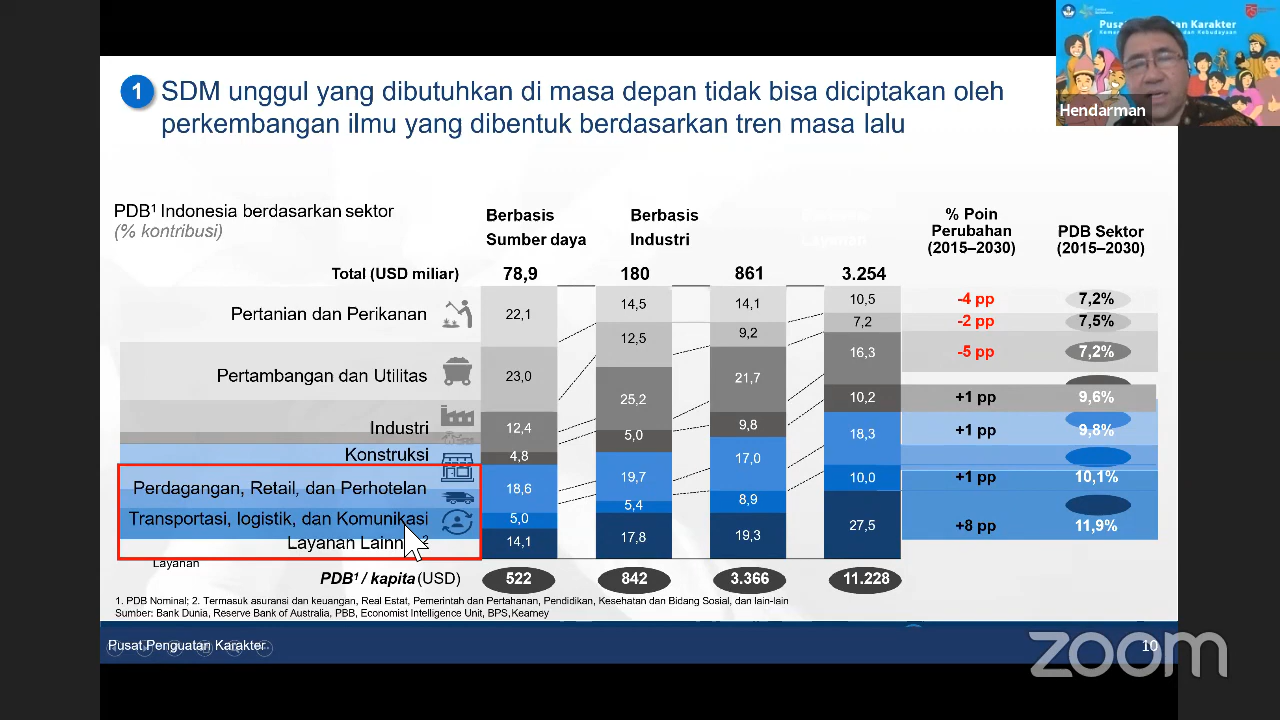 1 SDM unggul yang dibutuhkan di masa depan tidak bisa diciptakan oleh
perkembangan ilmu yang dibentuk berdasarkan tren masa lalu
Hendarman
PDB¹ Indonesia berdasarkan sektor
(% kontribusi)
Berbasis
Sumber daya
Berbasis
Industri
Layanan
% Poin
Perubahan
(2015–2030)
PDB Sektor
(2015–2030)
Total (USD miliar) 78,9 180 861 3.254
Pertanian dan Perikanan 22,1 14,5 14,1 10,5 -4 pp 7,2%
Pertambangan dan Utilitas 23,0 12,5 9,2 7,2 -2 pp 7,5%
Industri 12,4 25,2 21,7 16,3 -5 pp 7,2%
Konstruksi 4,8 5,0 9,8 10,2 +1 pp 9,6%
Perdagangan, Retail, dan Perhotelan 18,6 19,7 17,0 18,3 +1 pp 9,8%
Transportasi, logistik, dan Komunikasi 5,0 5,4 8,9 10,0 +1 pp 10,1%
Layanan Lainn 2 14,1 17,8 19,3 27,5 +8 pp 11,9%
Layanan
PDB¹ / kapita (USD) 522 842 3.366 11.228
1. PDB Nominal; 2. Termasuk asuransi dan keuangan, Real Estat, Pemerintah dan Pertahanan, Pendidikan, Kesehatan dan Bidang Sosial, dan lain-lain
Sumber: Bank Dunia, Reserve Bank of Australia, PBB, Economist Intelligence Unit, BPS,Kearney
Pusat Penguatan Karakter
10
zoom